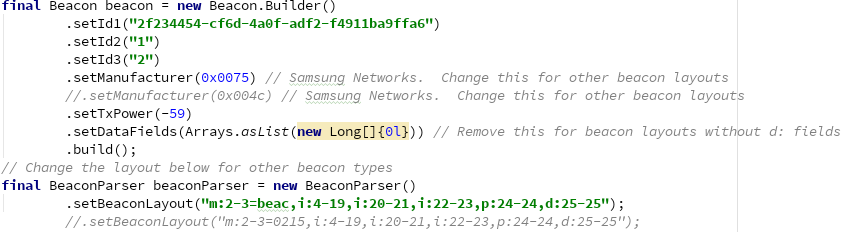 final Beacon beacon = new Beacon.Builder()
        .setId1("2f234454-cf6d-4a0f-adf2-f4911ba9ffa6")
        .setId2("1")
        .setId3("2")
        .setManufacturer(0x0075) // Samsung Networks.  Change this for other beacon layouts
        //.setManufacturer(0x004c) // Samsung Networks.  Change this for other beacon layouts
        .setTxPower(-59)
        .setDataFields(Arrays.asList(new Long[]{0l})) // Remove this for beacon layouts without d: fields
        .build();
// Change the layout below for other beacon types
final BeaconParser beaconParser = new BeaconParser()
        .setBeaconLayout("m:2-3=beac,i:4-19,i:20-21,i:22-23,p:24-24,d:25-25");
        //.setBeaconLayout("m:2-3=0215,i:4-19,i:20-21,i:22-23,p:24-24,d:25-25");